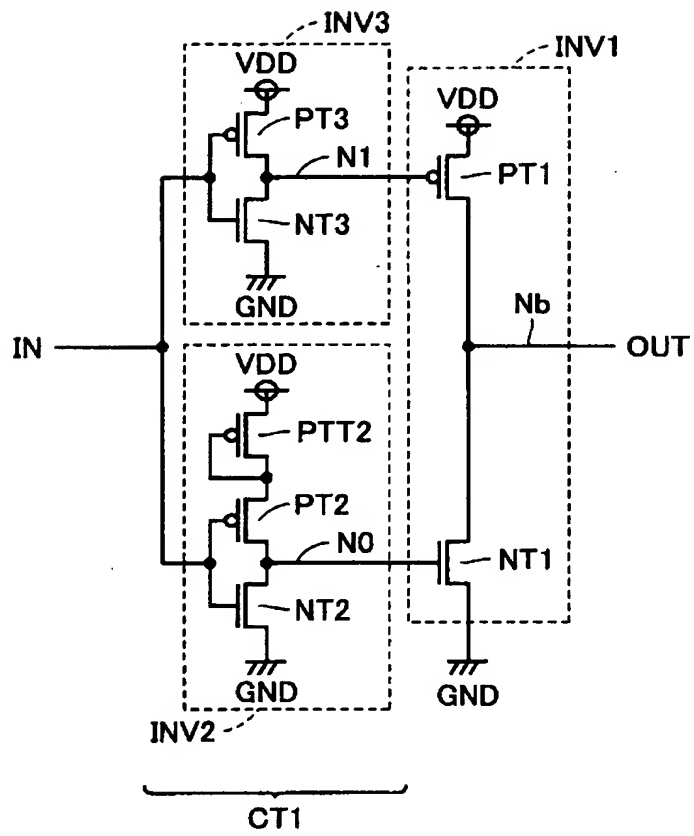 INV3
INV1
VDD
VDD
PT3
N1
PT1
NT3
GND
Nb
IN
OUT
VDD
PTT2
PT2
N0
NT1
NT2
GND
GND
INV2
CT1